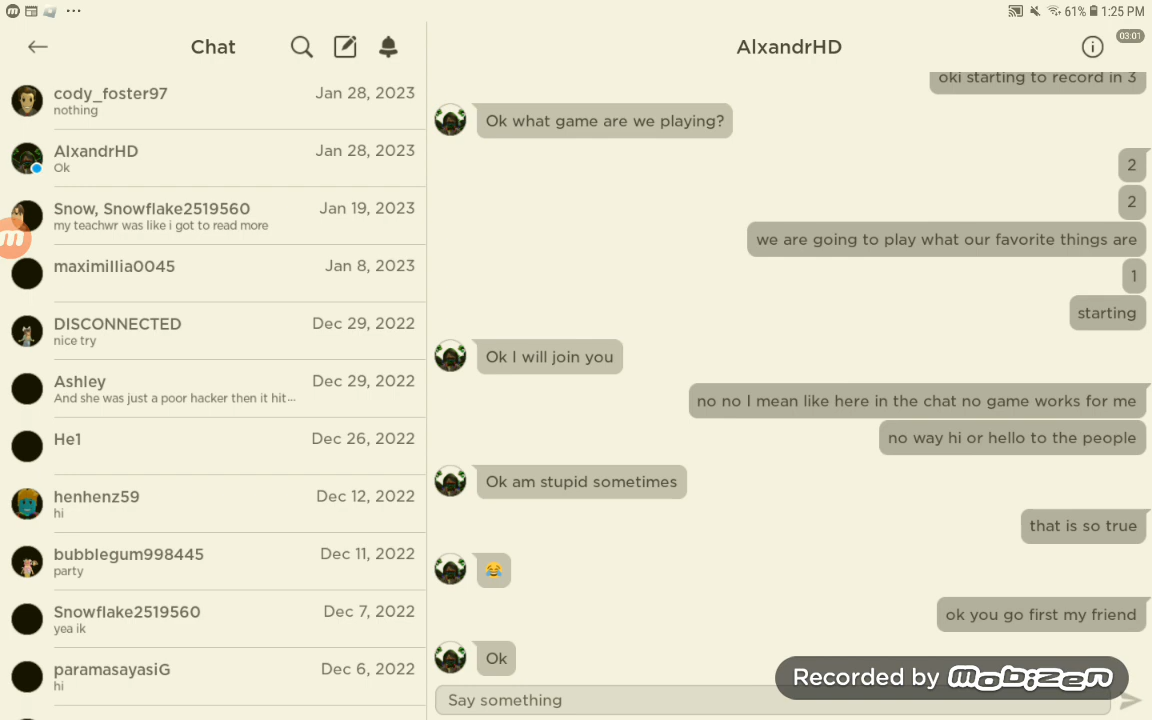 61% 1:25 PM
Chat
AlxandrHD
03:01
cody_foster97 Jan 28, 2023
nothing
AlxandrHD Jan 28, 2023
Ok
Snow, Snowflake2519560 Jan 19, 2023
my teachwr was like i got to read more
maximillia0045 Jan 8, 2023
DISCONNECTED Dec 29, 2022
nice try
Ashley Dec 29, 2022
And she was just a poor hacker then it hit...
He1 Dec 26, 2022
henhenz59 Dec 12, 2022
hi
bubblegum998445 Dec 11, 2022
party
Snowflake2519560 Dec 7, 2022
yea ik
paramasayasiG Dec 6, 2022
hi
oki starting to record in 3
Ok what game are we playing?
2
2
we are going to play what our favorite things are
1
starting
Ok I will join you
no no I mean like here in the chat no game works for me
no way hi or hello to the people
Ok am stupid sometimes
that is so true
😂
ok you go first my friend
Ok
Say something
Recorded by mobizen